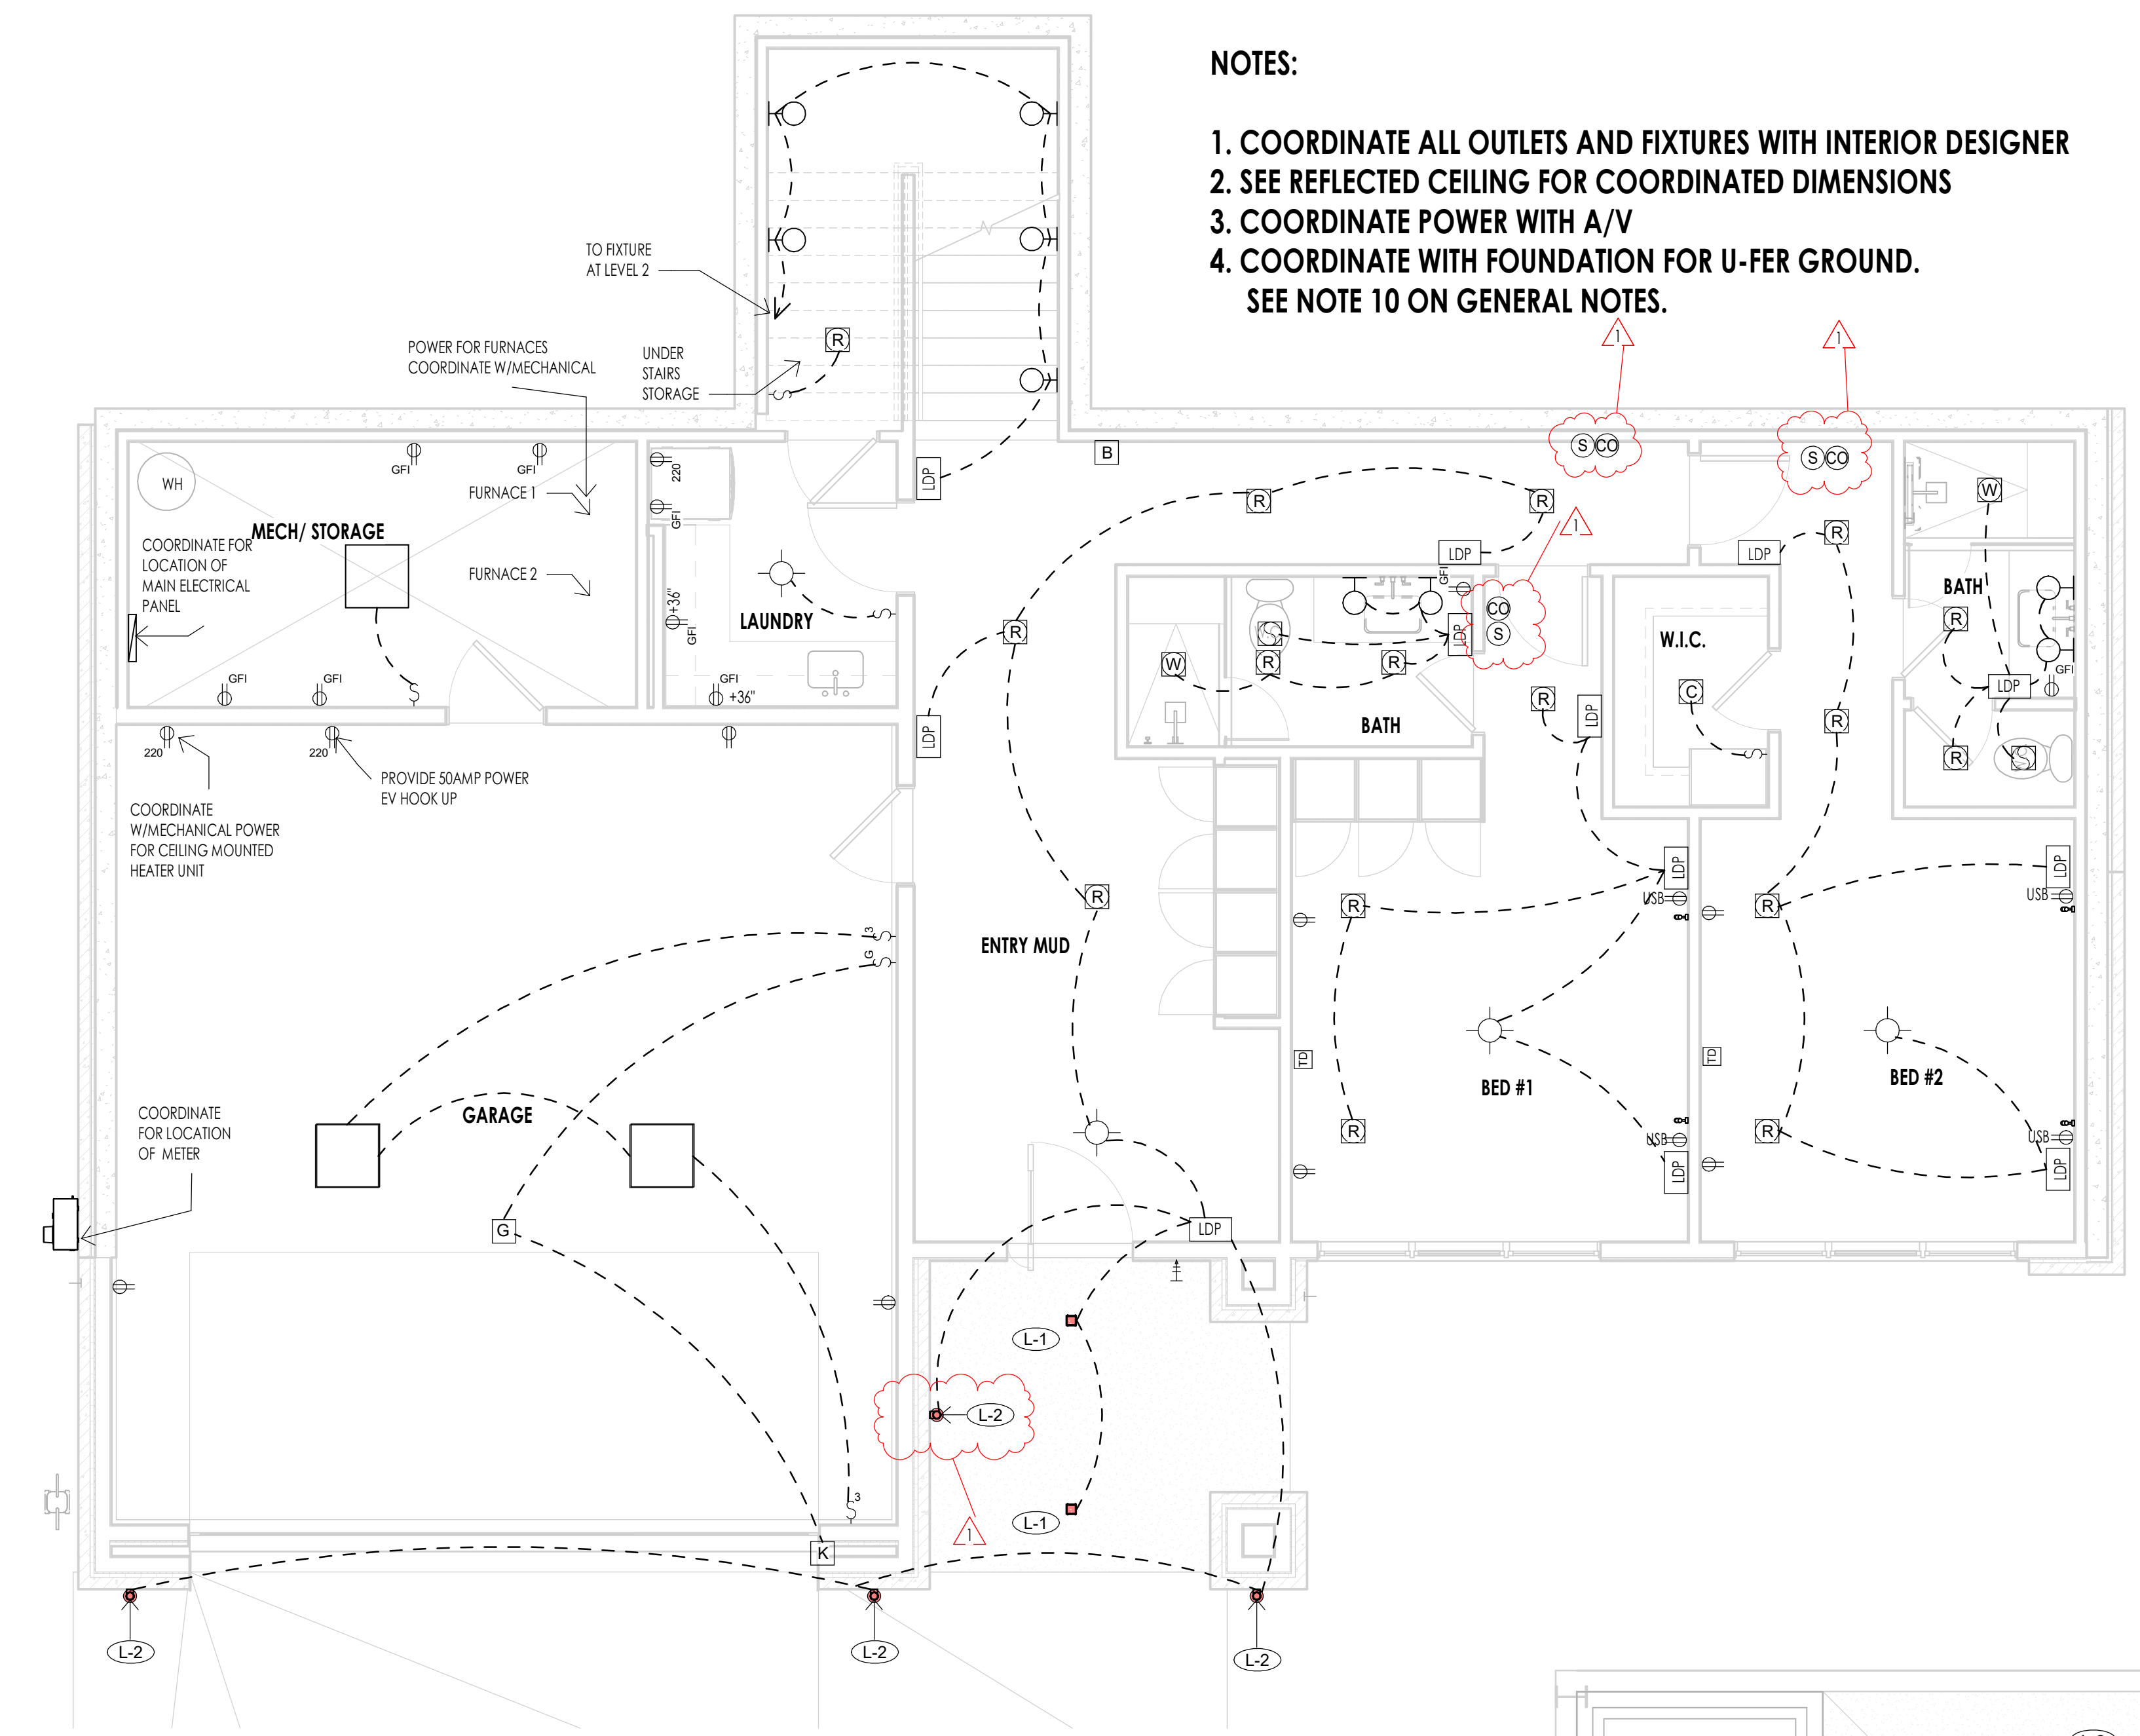 NOTES:
1. COORDINATE ALL OUTLETS AND FIXTURES WITH INTERIOR DESIGNER
2. SEE REFLECTED CEILING FOR COORDINATED DIMENSIONS
3. COORDINATE POWER WITH A/V
4. COORDINATE WITH FOUNDATION FOR U-FER GROUND.
SEE NOTE 10 ON GENERAL NOTES.
TO FIXTURE
AT LEVEL 2
POWER FOR FURNACES
COORDINATE W/MECHANICAL
UNDER
STAIRS
STORAGE
R
1
1
B
LDP
S CO
S CO
GFI
GFI
220
GFI
WH
FURNACE 1
MECH/ STORAGE
COORDINATE FOR
LOCATION OF
MAIN ELECTRICAL
PANEL
FURNACE 2
+36"
GFI
LAUNDRY
GFI
GFI
GFI
+36"
R
R
1
LDP
GFI
R
CO
S
LDP
S
W
R
R
BATH
LDP
R
LDP
R
W.I.C.
C
LDP
R
R
W
BATH
R
LDP
GFI
R
S
220
220
PROVIDE 50AMP POWER
EV HOOK UP
COORDINATE
W/MECHANICAL POWER
FOR CEILING MOUNTED
HEATER UNIT
3
G
R
ENTRY MUD
R
LDP
USB
R
LDP
USB
TD
BED #1
TD
BED #2
R
USB
LDP
R
USB
LDP
COORDINATE
FOR LOCATION
OF METER
GARAGE
G
LDP
L-1
L-2
L-1
1
3
K
L-2
L-2
L-2